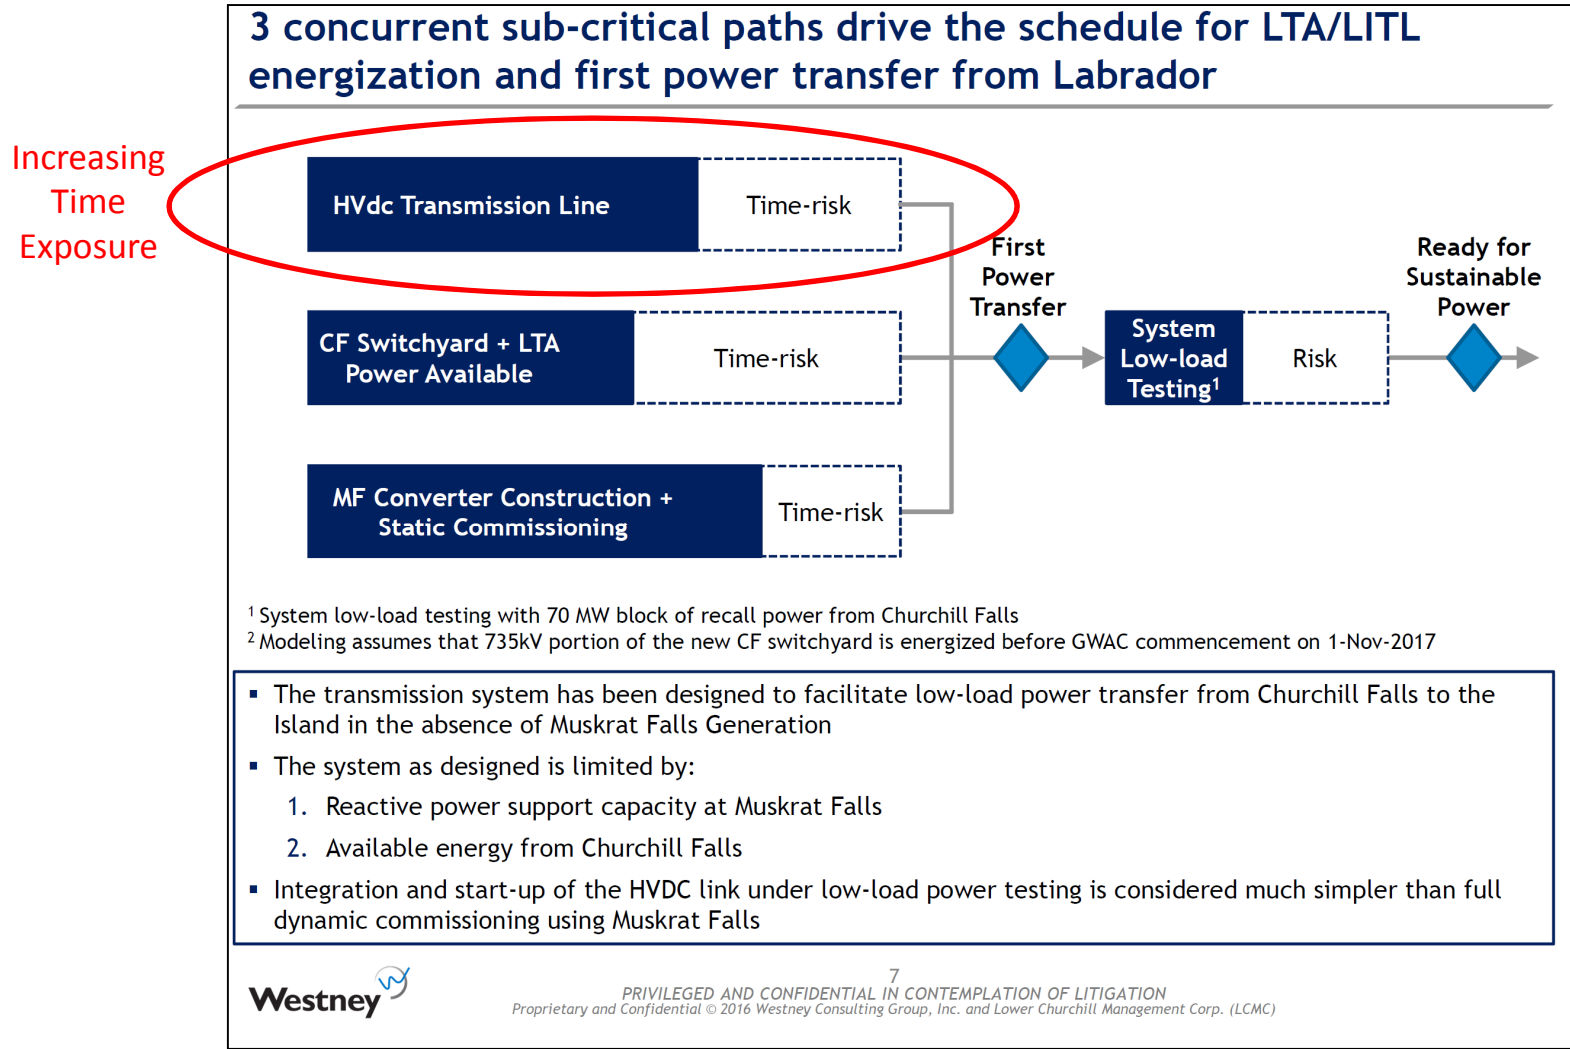 3 concurrent sub-critical paths drive the schedule for LTA/LITL
energization and first power transfer from Labrador
Increasing
Time
Exposure
HVdc Transmission Line
Time-risk
First
Power
Transfer
Ready for
Sustainable
Power
CF Switchyard + LTA
Power Available
Time-risk
System
Low-load
Testing¹
Risk
MF Converter Construction +
Static Commissioning
Time-risk
¹ System low-load testing with 70 MW block of recall power from Churchill Falls
² Modeling assumes that 735kV portion of the new CF switchyard is energized before GWAC commencement on 1-Nov-2017
▪ The transmission system has been designed to facilitate low-load power transfer from Churchill Falls to the
Island in the absence of Muskrat Falls Generation
▪ The system as designed is limited by:
1. Reactive power support capacity at Muskrat Falls
2. Available energy from Churchill Falls
▪ Integration and start-up of the HVDC link under low-load power testing is considered much simpler than full
dynamic commissioning using Muskrat Falls
Westney
7
PRIVILEGED AND CONFIDENTIAL IN CONTEMPLATION OF LITIGATION
Proprietary and Confidential © 2016 Westney Consulting Group, Inc. and Lower Churchill Management Corp. (LCMC)